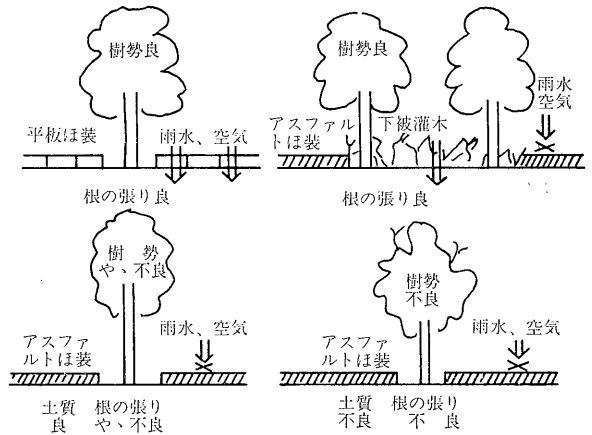 樹勢良
平板ほ装
雨水、空気
根の張り良
樹勢良
雨水
空気
アスファル
トほ装
下被灌木
根の張り良
樹　勢
や、不良
アスファ
ルトほ装
雨水、空気
土質
良
根の張り
や、不良
樹勢
不良
アスファ
ルトほ装
雨水、空気
土質
不良
根の張り
不　良